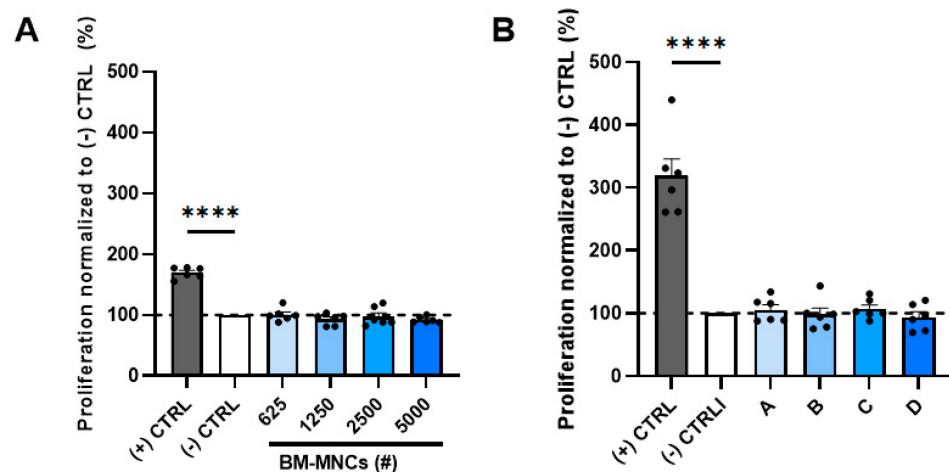 A
Proliferation normalized to (-) CTRL (%)
500
400
300
200
100
0
****
(+) CTRL
(-) CTRL
625
1250
2500
5000
BM-MNCs (#)
B
Proliferation normalized to (-) CTRL (%)
500
400
300
200
100
0
****
(+) CTRL
(-) CTRLI
A
B
C
D